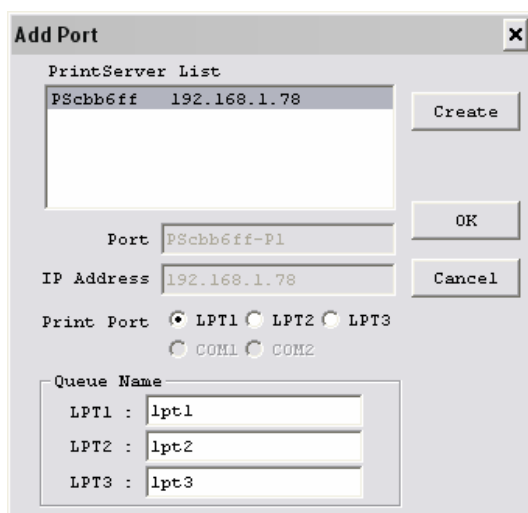 Add Port
PrintServer List
PScbb6ff 192.168.1.78
Create
Port PScbb6ff-P1
OK
IP Address 192.168.1.78
Cancel
Print Port LPT1 LPT2 LPT3
COM1 COM2
Queue Name
LPT1 : lpt1
LPT2 : lpt2
LPT3 : lpt3